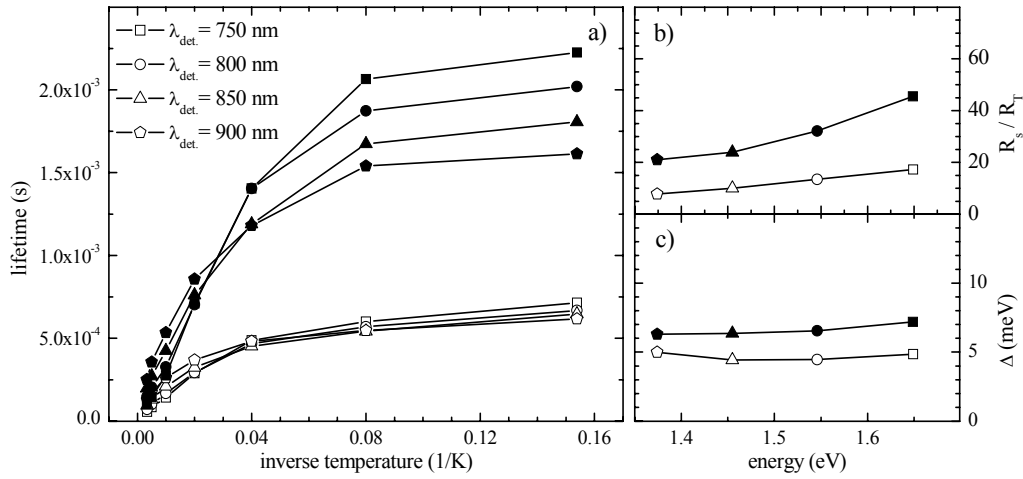 a)
λdet.= 750 nm
λdet.= 800 nm
λdet.= 850 nm
λdet.= 900 nm
2.0x10⁻³
1.5x10⁻³
1.0x10⁻³
5.0x10⁻⁴
0.0
lifetime (s)
0.00 0.04 0.08 0.12 0.16
inverse temperature (1/K)
b)
60
40
20
0
Rs / RT
c)
10
5
0
Δ (meV)
1.4 1.5 1.6
energy (eV)